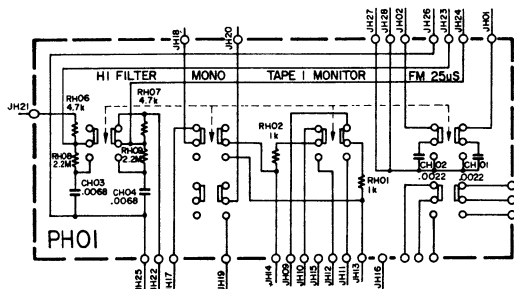 JH18
JH20
JH27
JH28
JH02
JH26
JH23
JH24
JH01
HI FILTER
MONO
TAPE 1 MONITOR
FM 25uS
JH21
RH06
4.7k
RH07
4.7k
RH08
2.2M
RH09
2.2M
RH02
1k
RH01
1k
CH03
.0068
CH04
.0068
CH02
.0022
CH01
.0022
PH01
JH25
JH22
JH17
JH19
JH14
JH09
JH10
JH15
JH12
JH11
JH13
JH16